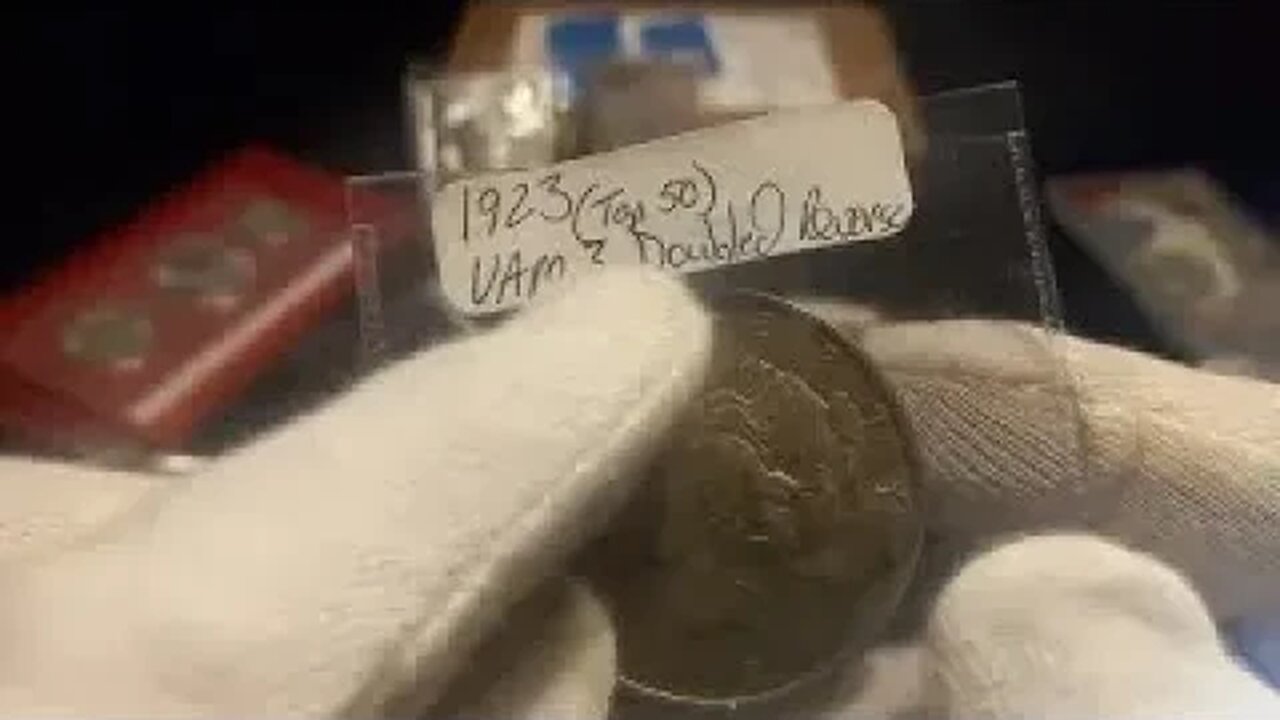 1923 (Top 50)
VAM 2 Doubled Reverse